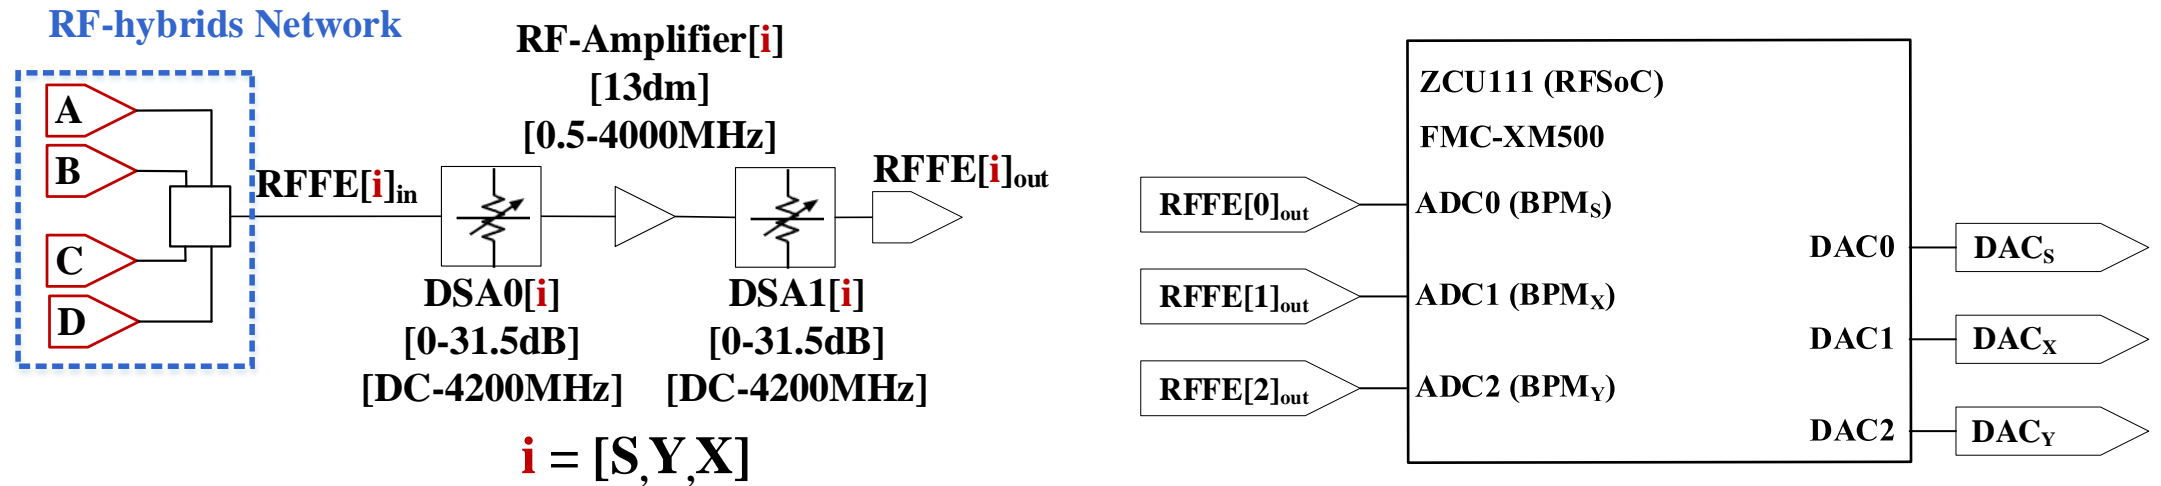 RF-hybrids Network
A
B
C
D
RFFE[i]in
RF-Amplifier[i]
[13dm]
[0.5-4000MHz]
DSA0[i]
[0-31.5dB]
[DC-4200MHz]
DSA1[i]
[0-31.5dB]
[DC-4200MHz]
RFFE[i]out
i = [S,Y,X]
ZCU111 (RFSoC)
FMC-XM500
RFFE[0]out
ADC0 (BPMS)
RFFE[1]out
ADC1 (BPMX)
RFFE[2]out
ADC2 (BPMY)
DAC0
DACS
DAC1
DACX
DAC2
DACY